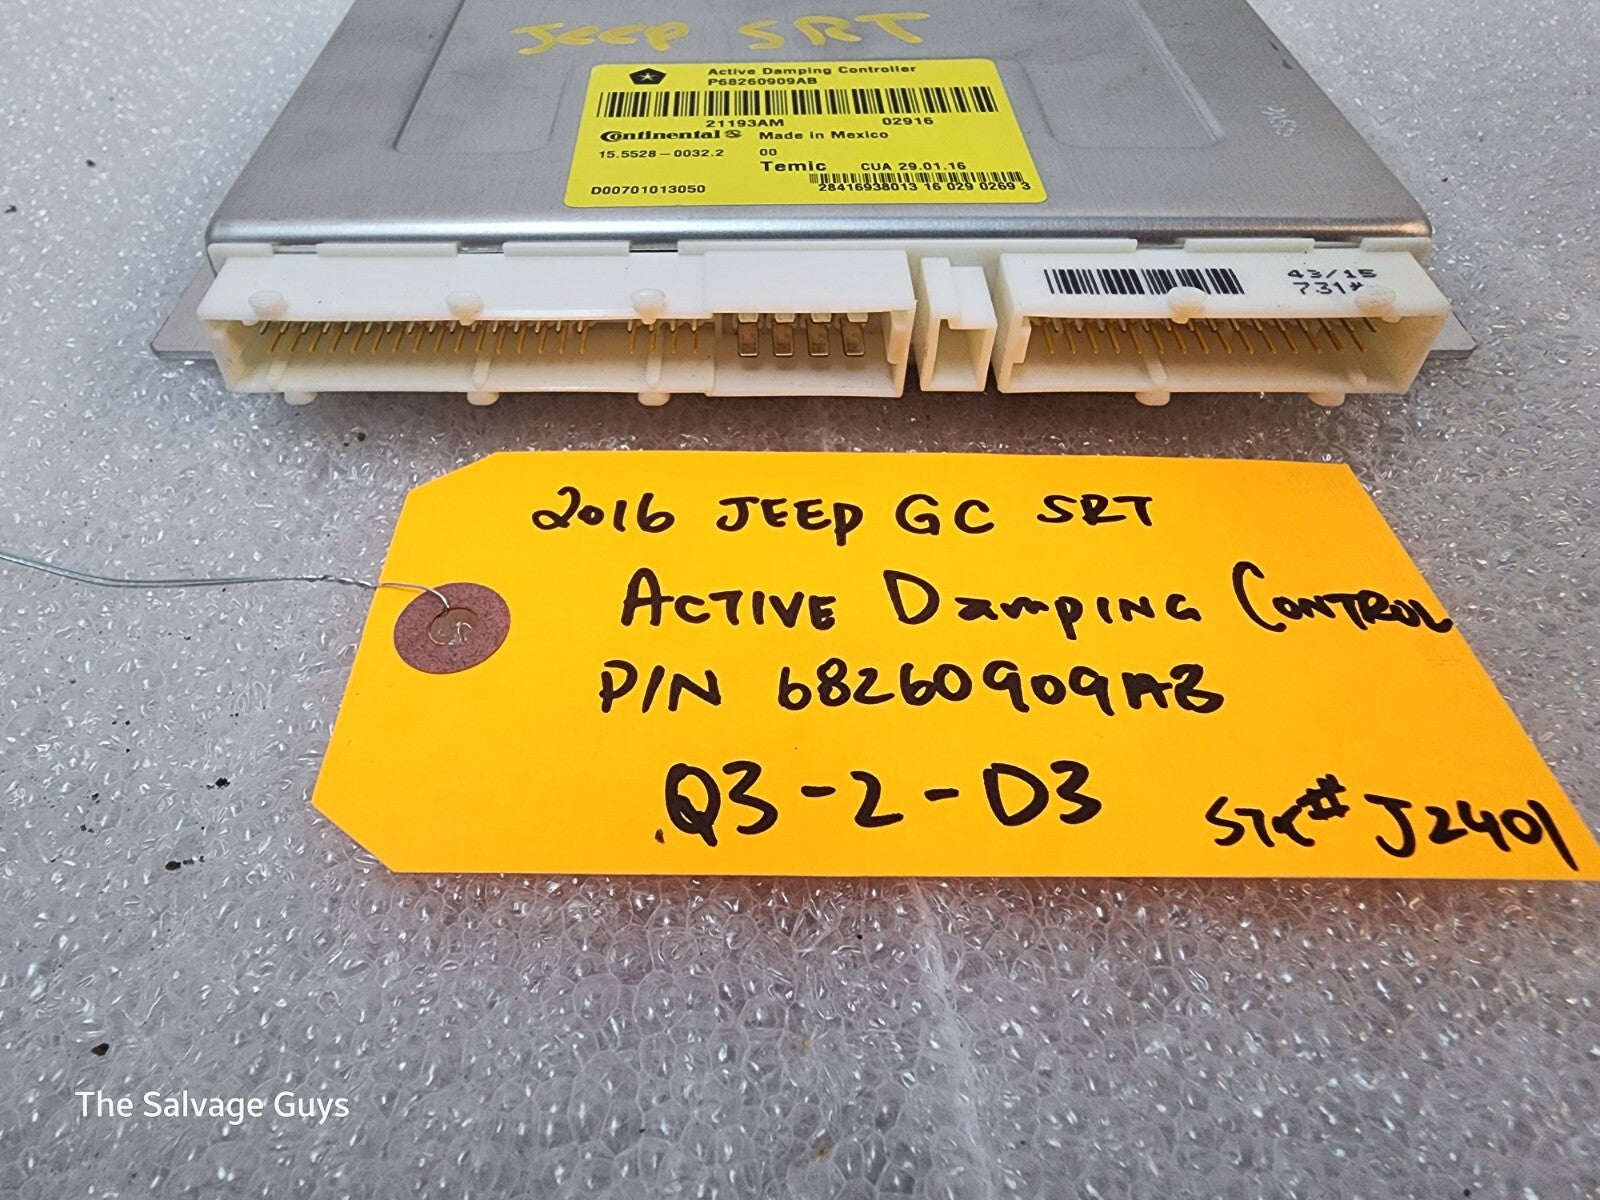 JEEP SRT
Active Damping Controller
P68260909AB
21193AM 02916
Continental Made in Mexico
15.5528-0032.2 00
Temic CUA 29.01.16
28416938013 16 029 0269 3
D00701013050
43/15
731*
2016 JEEP GC SRT
ACTIVE DampING CONTROL
P/N 68260909AB
Q3-2-D3
STK# J2401
The Salvage Guys